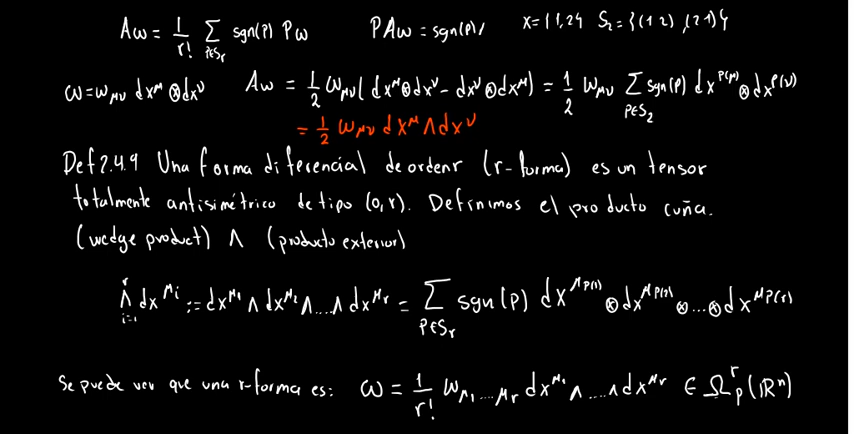 Aω = 1/r! Σ_{P∈S_r} sgn(P) Pω   PAω = sgn(p)/   X={1,2}   S_2 = {(1 2), (2 1)}
ω=ω_{μν} dx^μ ⊗ dx^ν   Aω = 1/2 ω_{μν}(dx^μ ⊗ dx^ν − dx^ν ⊗ dx^μ) = 1/2 ω_{μν} Σ_{P∈S_2} sgn(P) dx^{P(μ)} ⊗ dx^{P(ν)}
= 1/2 ω_{μν} dx^μ ∧ dx^ν
Def 2.4.9 Una forma diferencial de orden r (r-forma) es un tensor
totalmente antisimétrico de tipo (0,r). Definimos el producto cuña.
(wedge product) ∧ (producto exterior)
∧_{i=1}^{r} dx^{μ_i} := dx^{μ_1} ∧ dx^{μ_2} ∧ .... ∧ dx^{μ_r} = Σ_{P∈S_r} sgn(P) dx^{μ_{P(1)}} ⊗ dx^{μ_{P(2)}} ⊗ ... ⊗ dx^{μ_{P(r)}}
Se puede ver que una r-forma es: ω = 1/r! ω_{μ_1 .... μ_r} dx^{μ_1} ∧ .... ∧ dx^{μ_r} ∈ Ω_p^r(ℝ^n)